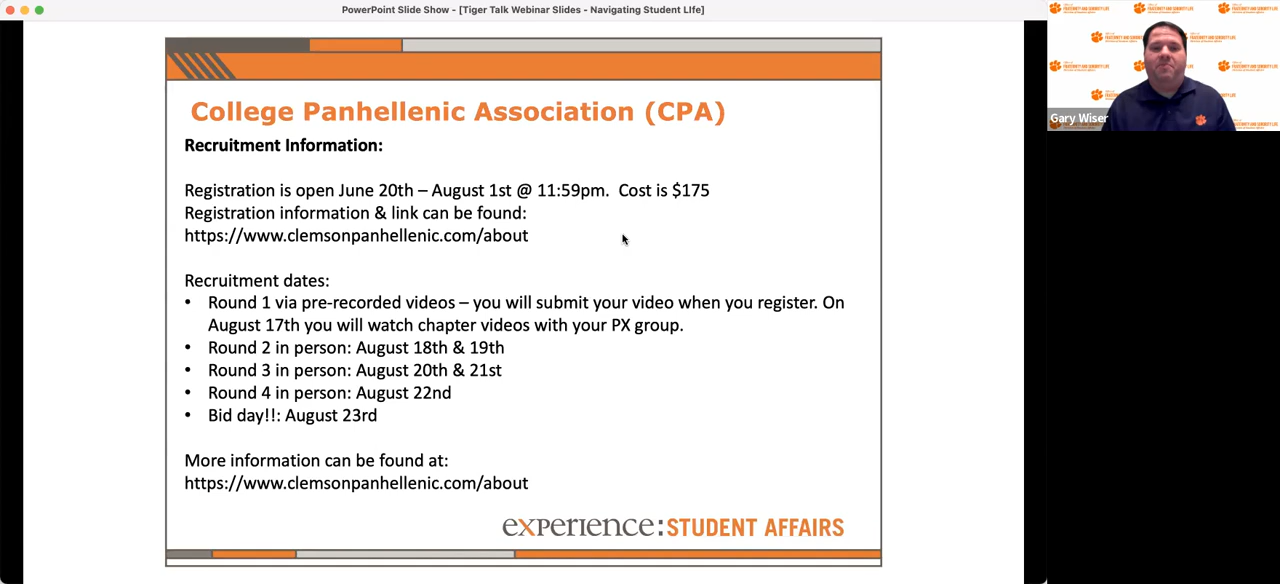 PowerPoint Slide Show - [Tiger Talk Webinar Slides - Navigating Student LIfe]
College Panhellenic Association (CPA)
Recruitment Information:
Registration is open June 20th – August 1st @ 11:59pm.  Cost is $175
Registration information & link can be found:
https://www.clemsonpanhellenic.com/about
Recruitment dates:
• Round 1 via pre-recorded videos – you will submit your video when you register. On
August 17th you will watch chapter videos with your PX group.
• Round 2 in person: August 18th & 19th
• Round 3 in person: August 20th & 21st
• Round 4 in person: August 22nd
• Bid day!!: August 23rd
More information can be found at:
https://www.clemsonpanhellenic.com/about
experience:STUDENT AFFAIRS
Gary Wiser
FRATERNITY AND SORORITY LIFE